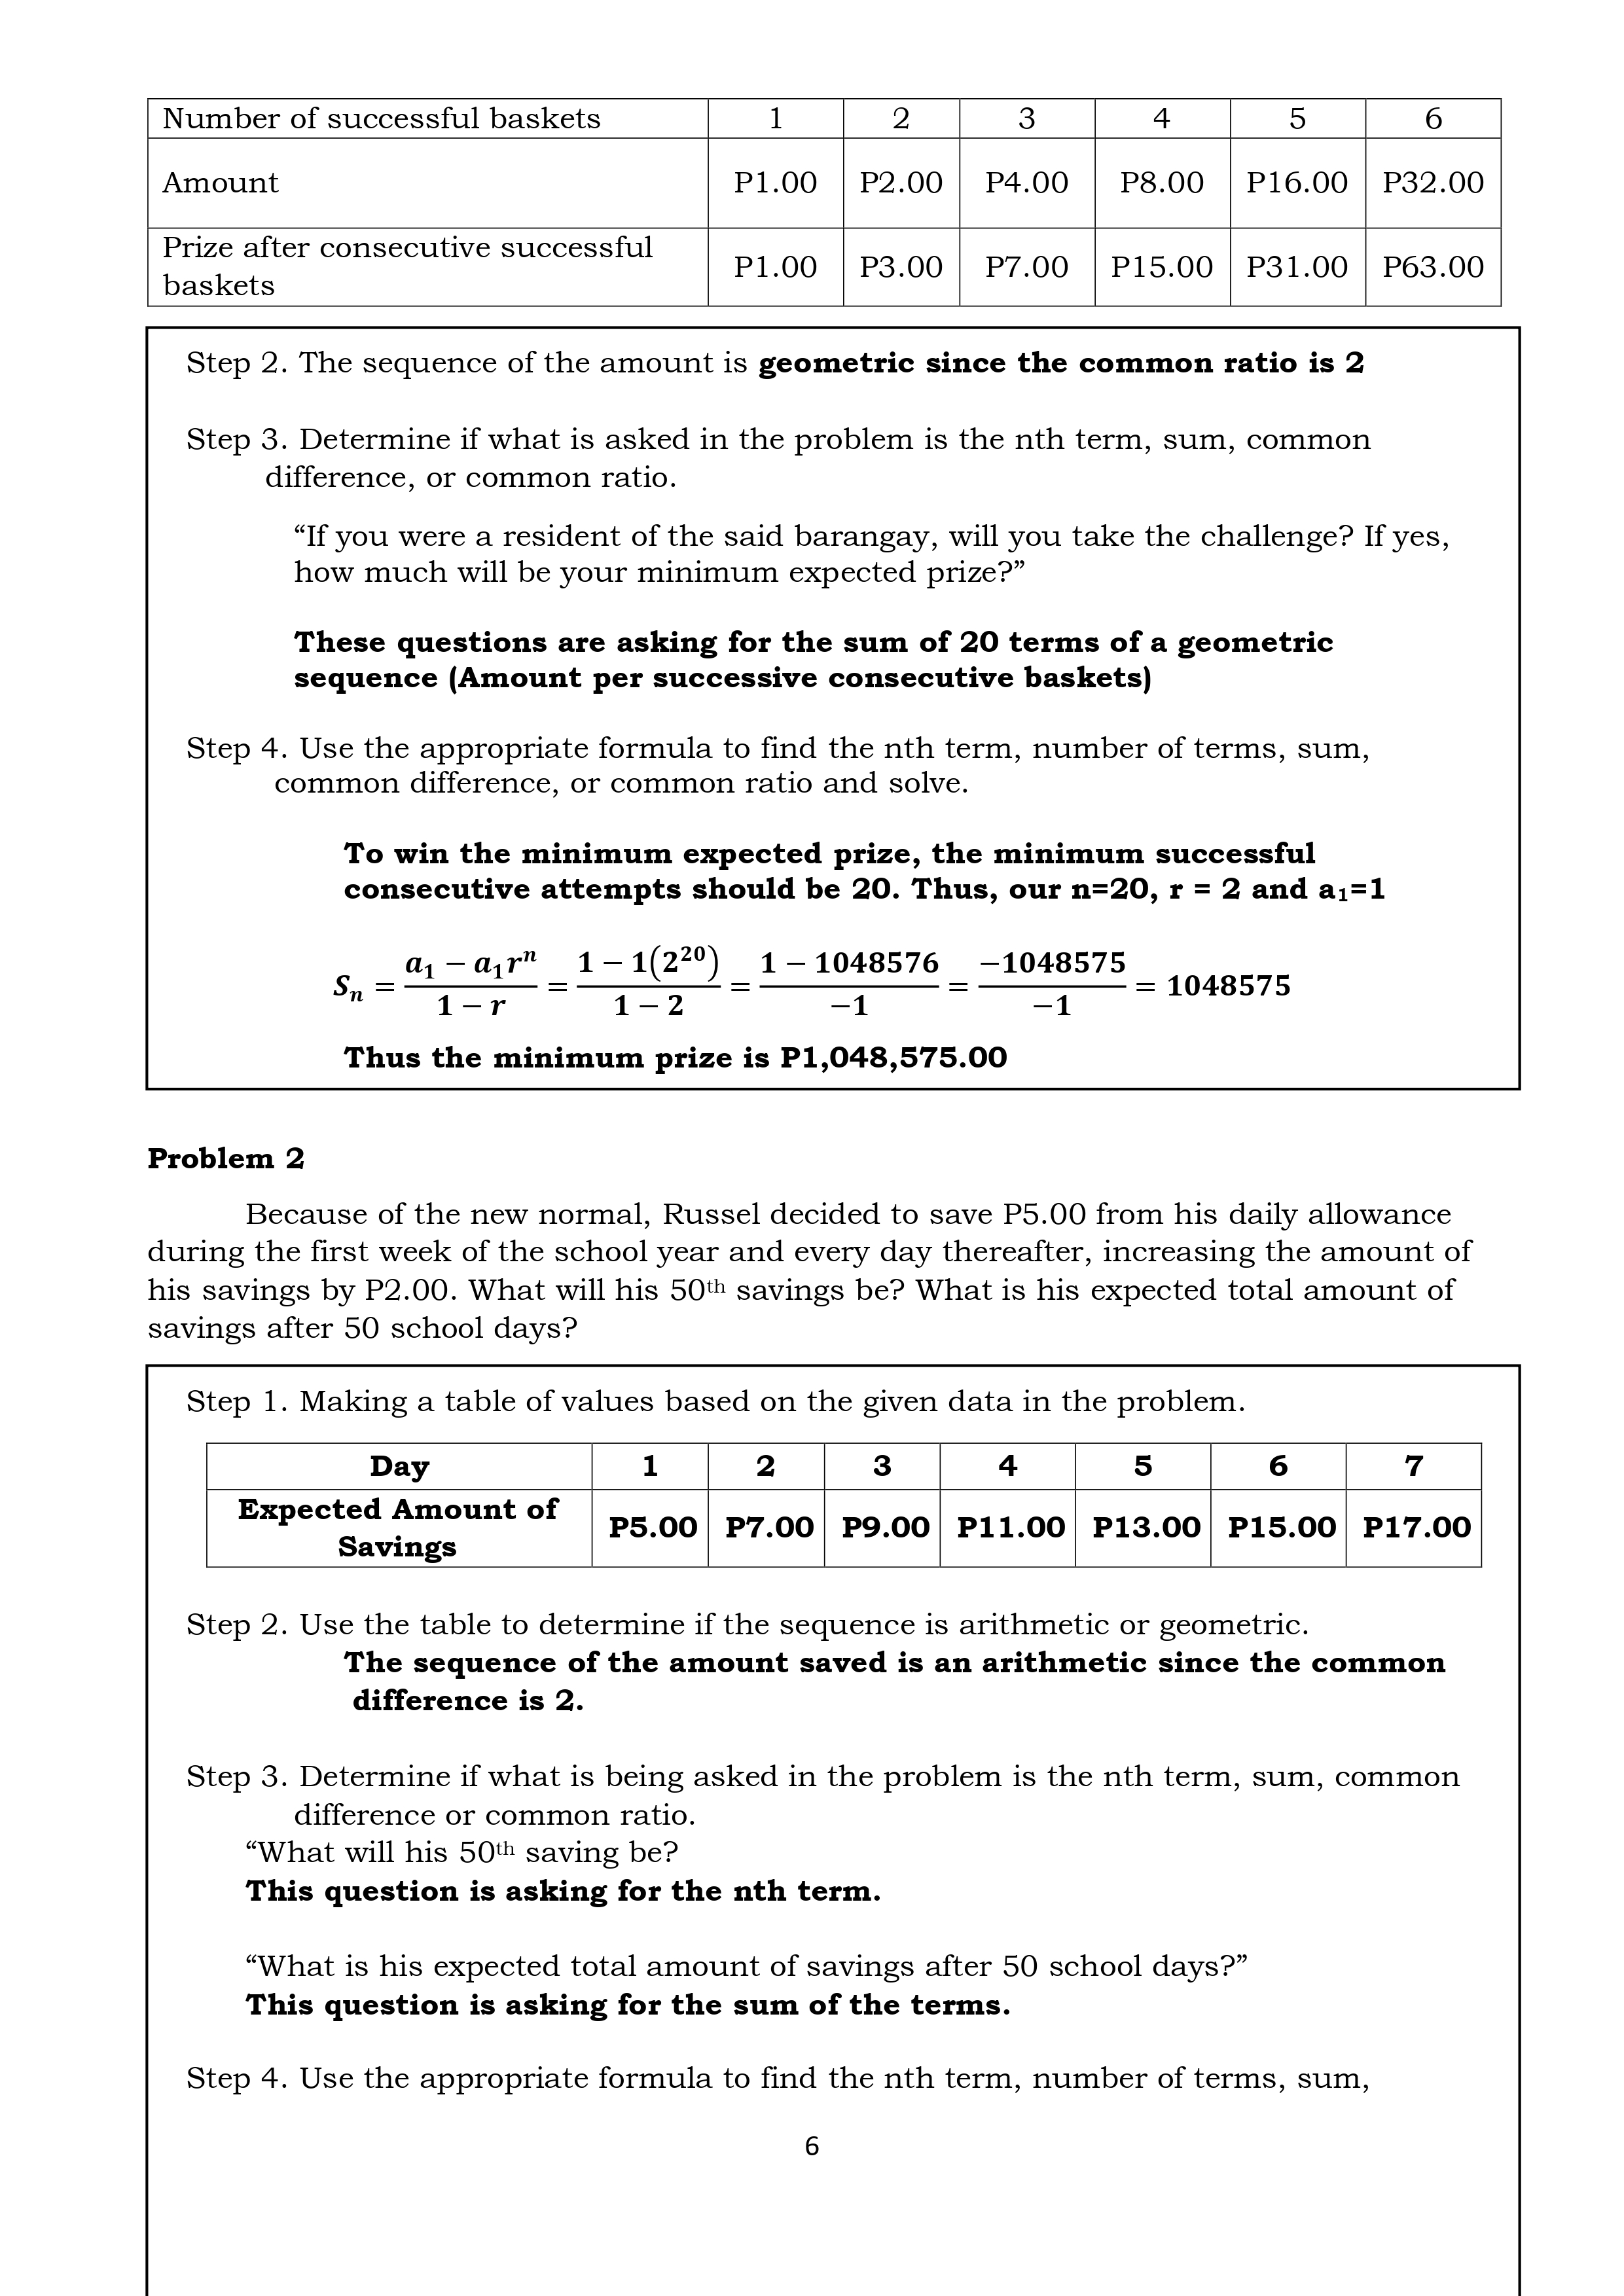 Number of successful baskets 1 2 3 4 5 6
Amount P1.00 P2.00 P4.00 P8.00 P16.00 P32.00
Prize after consecutive successful
baskets P1.00 P3.00 P7.00 P15.00 P31.00 P63.00
Step 2. The sequence of the amount is geometric since the common ratio is 2
Step 3. Determine if what is asked in the problem is the nth term, sum, common
difference, or common ratio.
“If you were a resident of the said barangay, will you take the challenge? If yes,
how much will be your minimum expected prize?”
These questions are asking for the sum of 20 terms of a geometric
sequence (Amount per successive consecutive baskets)
Step 4. Use the appropriate formula to find the nth term, number of terms, sum,
common difference, or common ratio and solve.
To win the minimum expected prize, the minimum successful
consecutive attempts should be 20. Thus, our n=20, r = 2 and a₁=1
Sₙ = (a₁ − a₁rⁿ)/(1 − r) = (1 − 1(2²⁰))/(1 − 2) = (1 − 1048576)/(−1) = (−1048575)/(−1) = 1048575
Thus the minimum prize is P1,048,575.00
Problem 2
Because of the new normal, Russel decided to save P5.00 from his daily allowance
during the first week of the school year and every day thereafter, increasing the amount of
his savings by P2.00. What will his 50th savings be? What is his expected total amount of
savings after 50 school days?
Step 1. Making a table of values based on the given data in the problem.
Day 1 2 3 4 5 6 7
Expected Amount of
Savings P5.00 P7.00 P9.00 P11.00 P13.00 P15.00 P17.00
Step 2. Use the table to determine if the sequence is arithmetic or geometric.
The sequence of the amount saved is an arithmetic since the common
difference is 2.
Step 3. Determine if what is being asked in the problem is the nth term, sum, common
difference or common ratio.
“What will his 50th saving be?
This question is asking for the nth term.
“What is his expected total amount of savings after 50 school days?”
This question is asking for the sum of the terms.
Step 4. Use the appropriate formula to find the nth term, number of terms, sum,
6